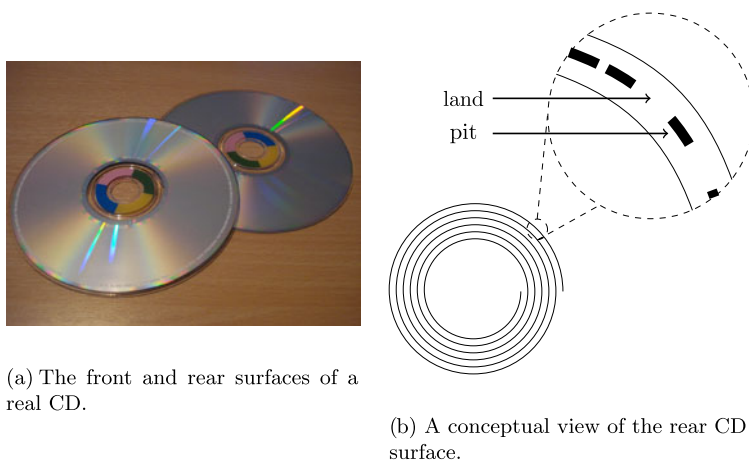 land
pit
(a) The front and rear surfaces of a
real CD.
(b) A conceptual view of the rear CD
surface.